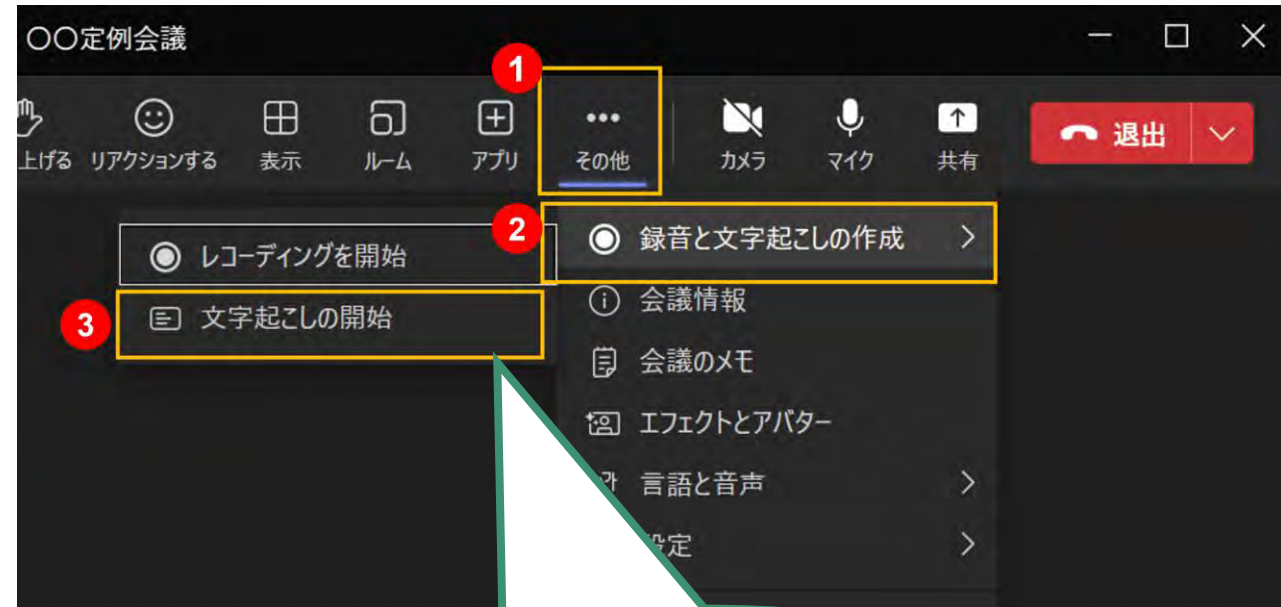 〇〇定例会議
1
上げる リアクションする 表示 ルーム アプリ その他 カメラ マイク 共有 退出
2 録音と文字起こしの作成
レコーディングを開始
会議情報
3 文字起こしの開始
会議のメモ
エフェクトとアバター
言語と音声
設定